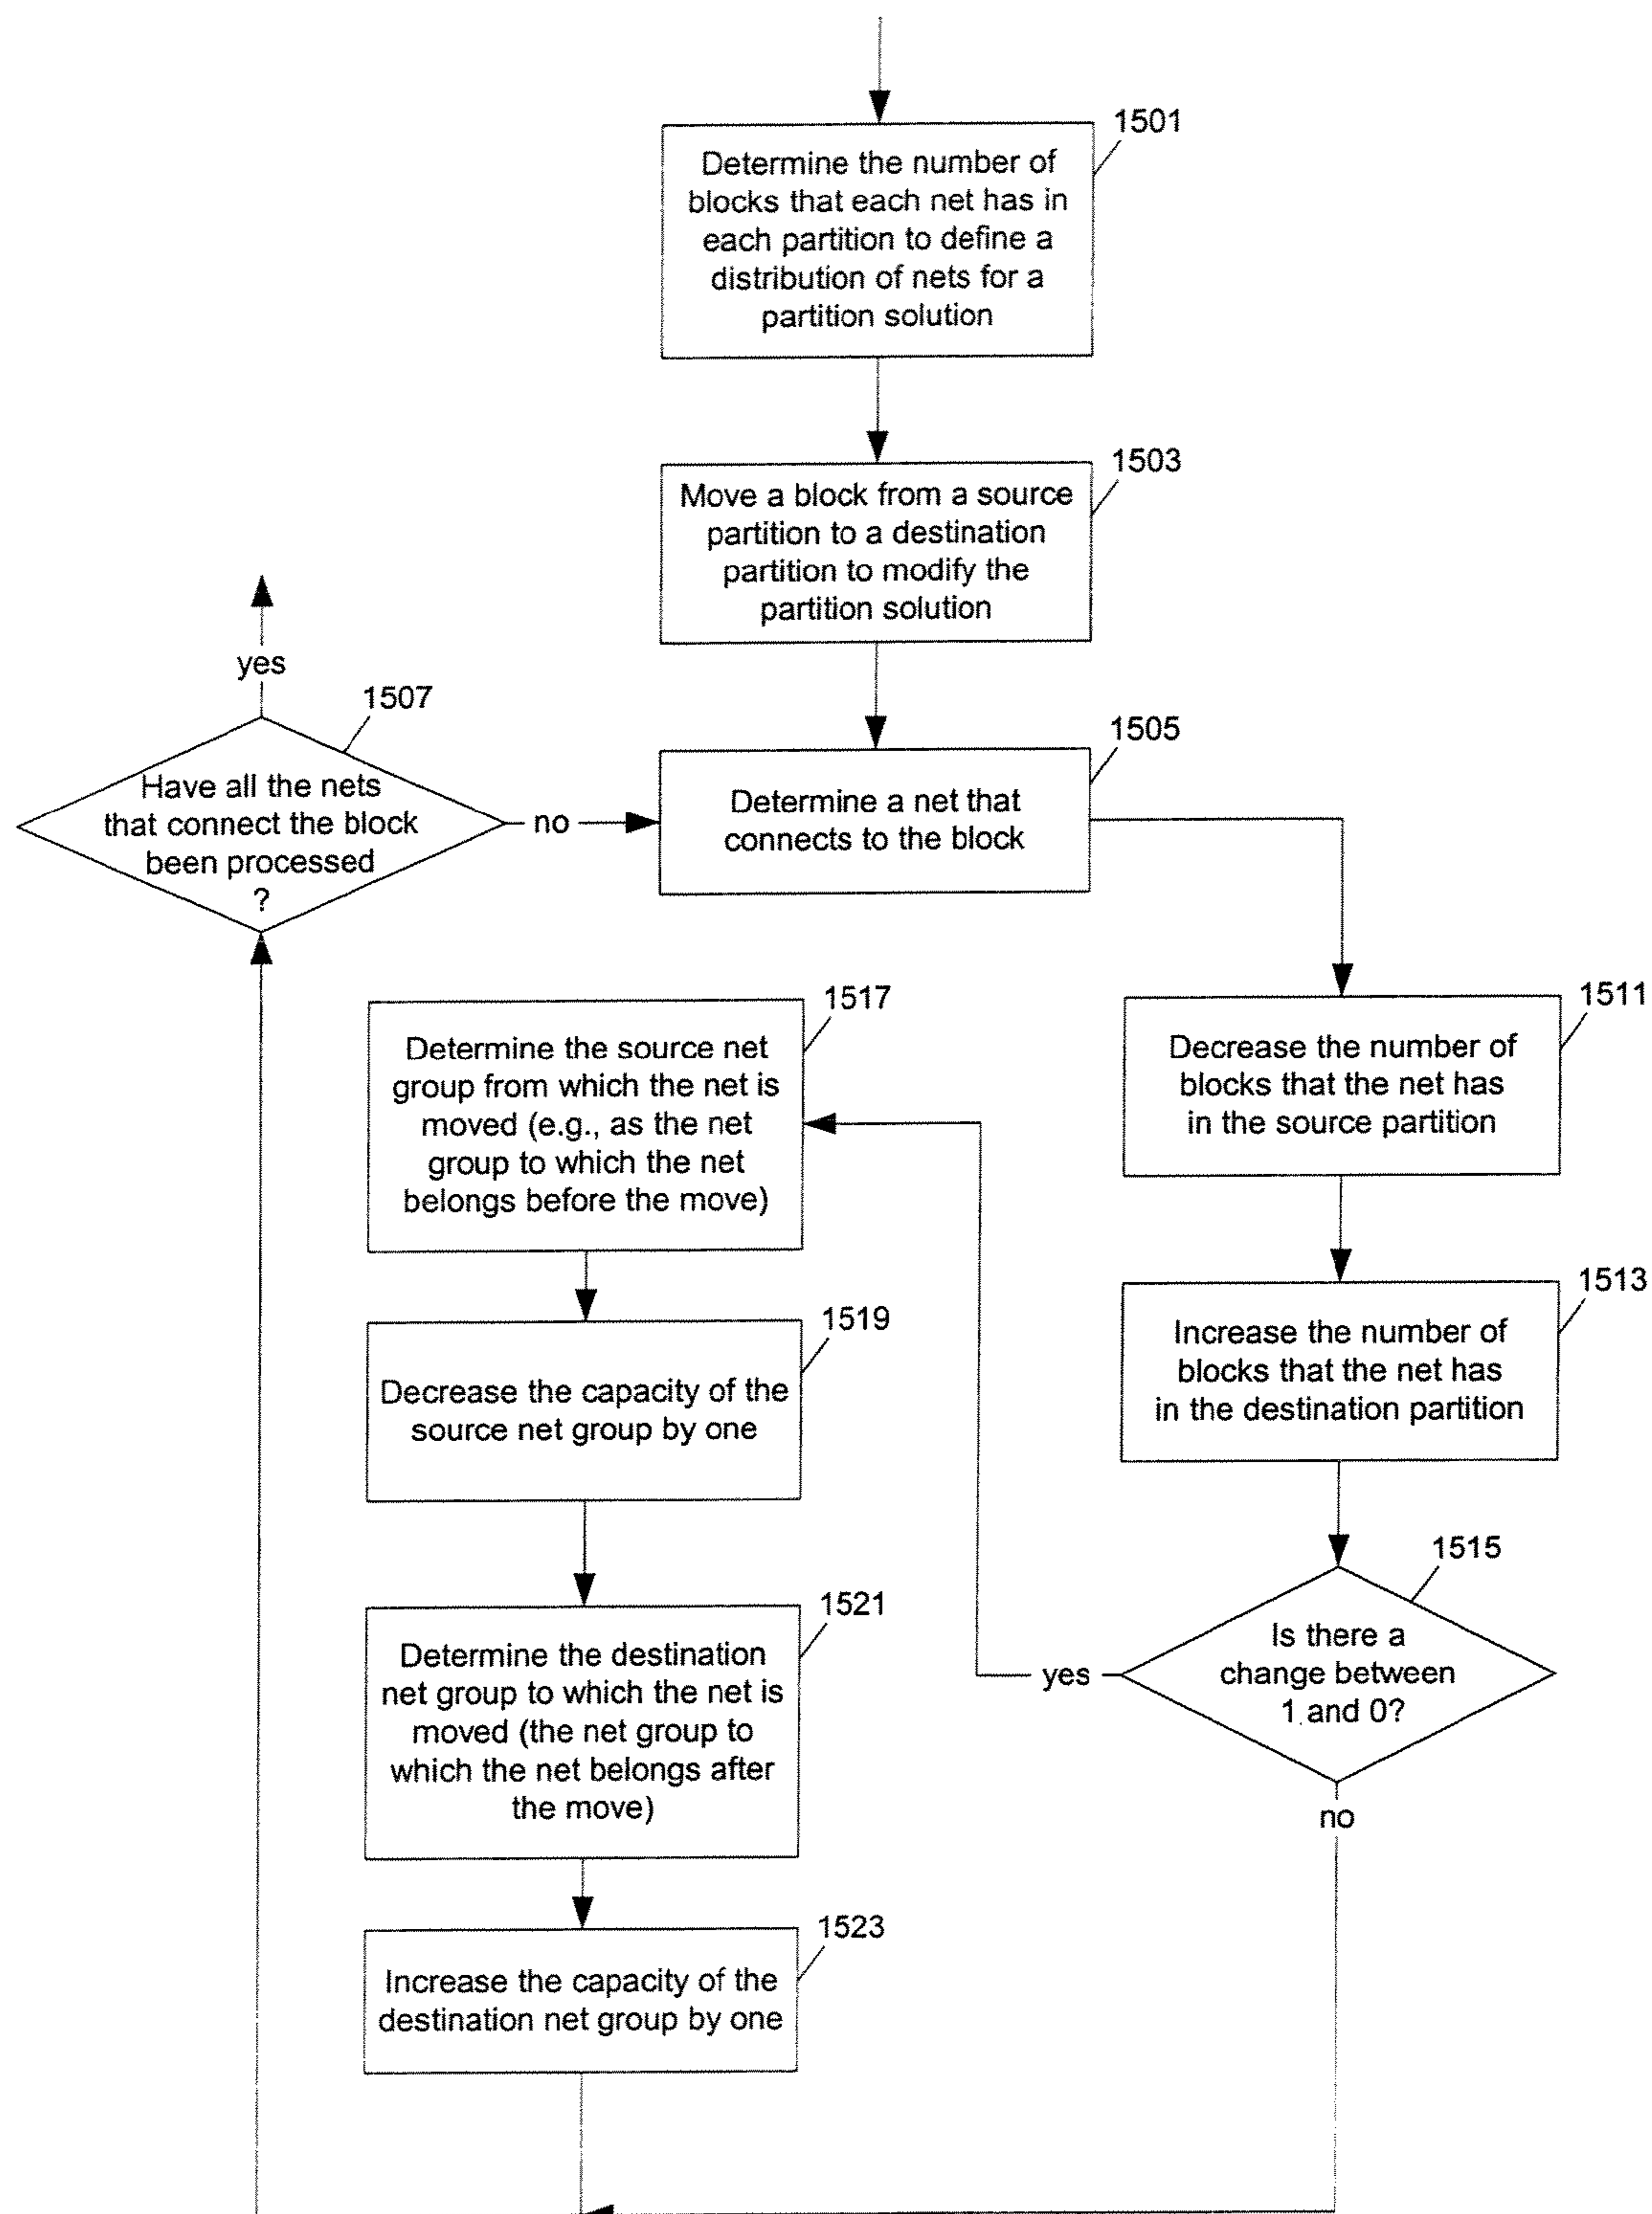 1501
Determine the number of
blocks that each net has in
each partition to define a
distribution of nets for a
partition solution
1503
Move a block from a source
partition to a destination
partition to modify the
partition solution
yes
1507
Have all the nets
that connect the block
been processed
?
no
1505
Determine a net that
connects to the block
1511
Decrease the number of
blocks that the net has
in the source partition
1513
Increase the number of
blocks that the net has
in the destination partition
1515
Is there a
change between
1 and 0?
yes
no
1517
Determine the source net
group from which the net is
moved (e.g., as the net
group to which the net
belongs before the move)
1519
Decrease the capacity of the
source net group by one
1521
Determine the destination
net group to which the net is
moved (the net group to
which the net belongs after
the move)
1523
Increase the capacity of the
destination net group by one